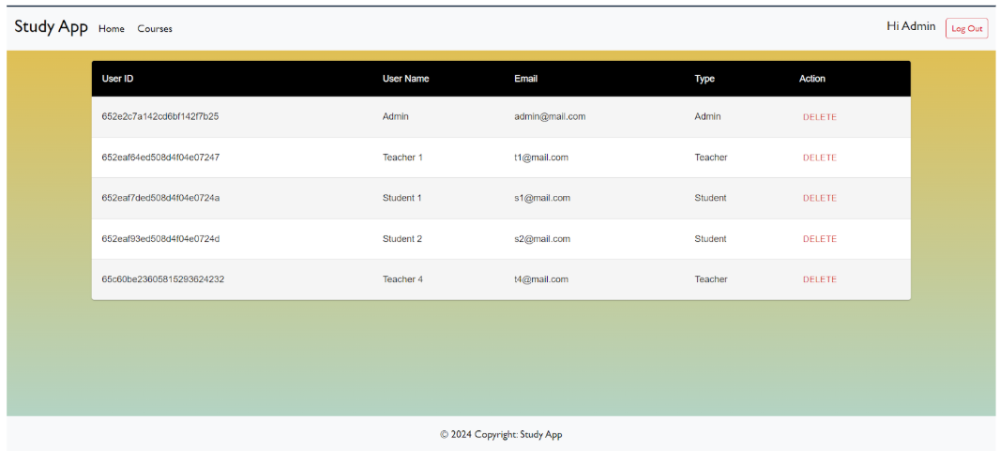 Study App Home Courses Hi Admin Log Out
User ID User Name Email Type Action
652e2c7a142cd6bf142f7b25 Admin admin@mail.com Admin DELETE
652eaf64ed508d4f04e07247 Teacher 1 t1@mail.com Teacher DELETE
652eaf7ded508d4f04e0724a Student 1 s1@mail.com Student DELETE
652eaf93ed508d4f04e0724d Student 2 s2@mail.com Student DELETE
65c60be23605815293624232 Teacher 4 t4@mail.com Teacher DELETE
© 2024 Copyright: Study App